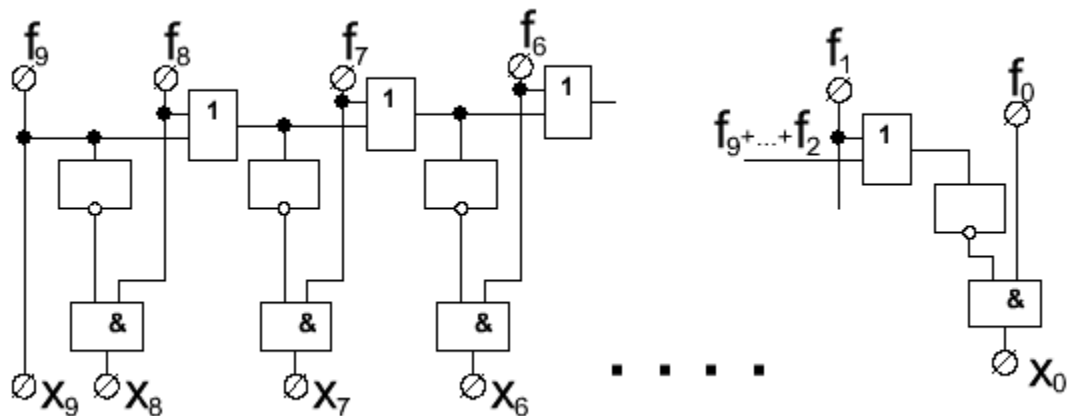 f9 f8 f7 f6 f1 f0
1 1 1 1
f9+...+f2
& & & &
X9 X8 X7 X6 . . . . X0